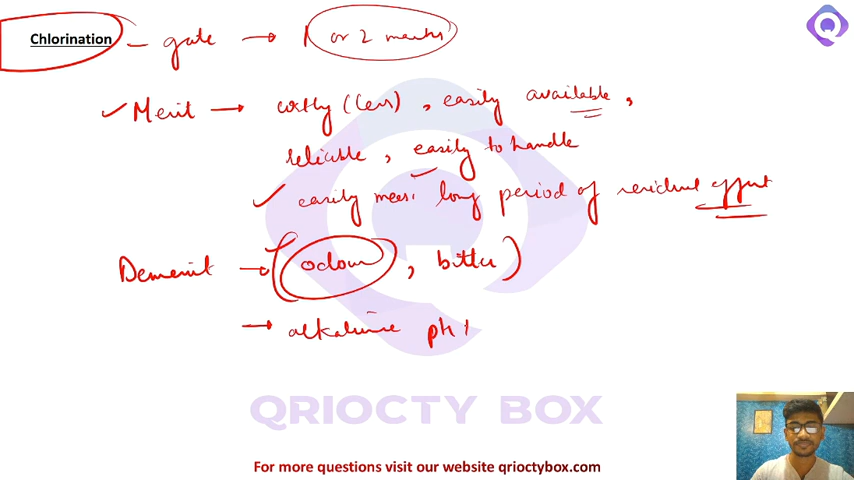 Chlorination – gate → 1 or 2 marks
✓ Merit → costly (less), easily available,
reliable, easily to handle
✓ easily meas. long period of residual effect
Demerit → (odour, bitter)
→ alkaline pH
QRIOCTY BOX
For more questions visit our website qrioctybox.com